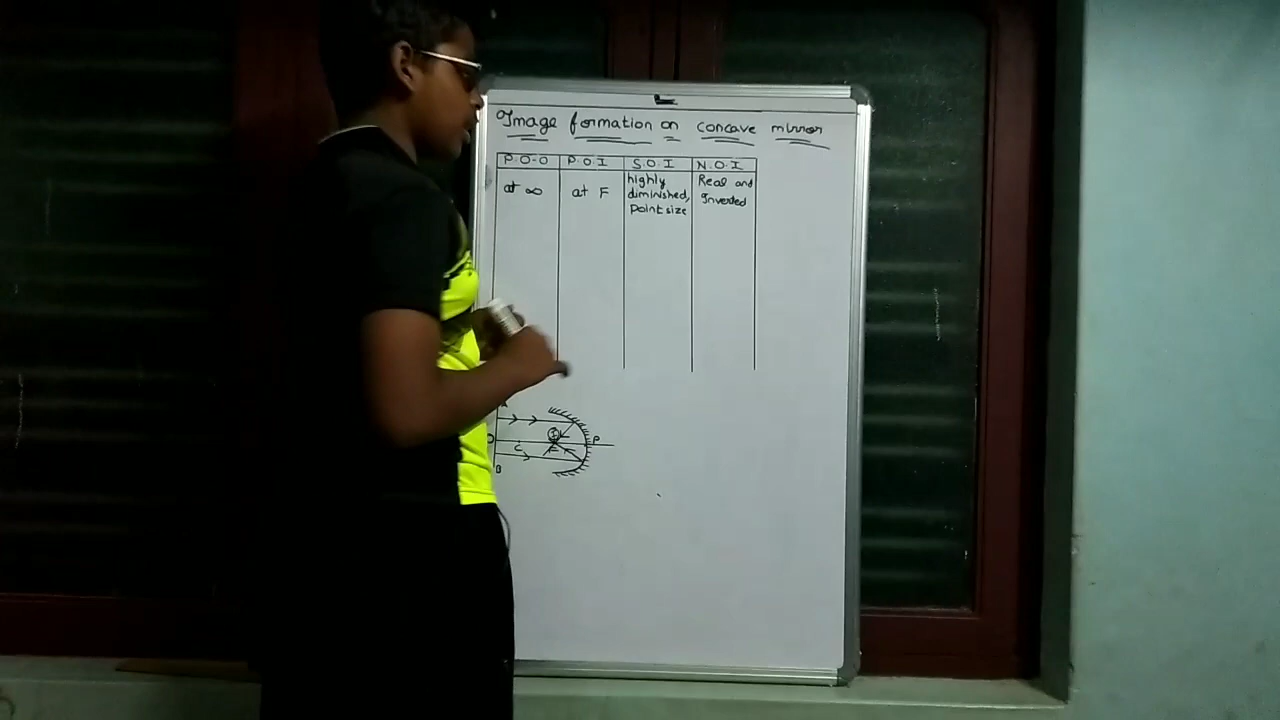 Image formation on concave mirror
P.O.O P.O.I S.O.I N.O.I
at ∞ at F highly Real and
diminished, Inverted
Point size
A
I P
C F
B